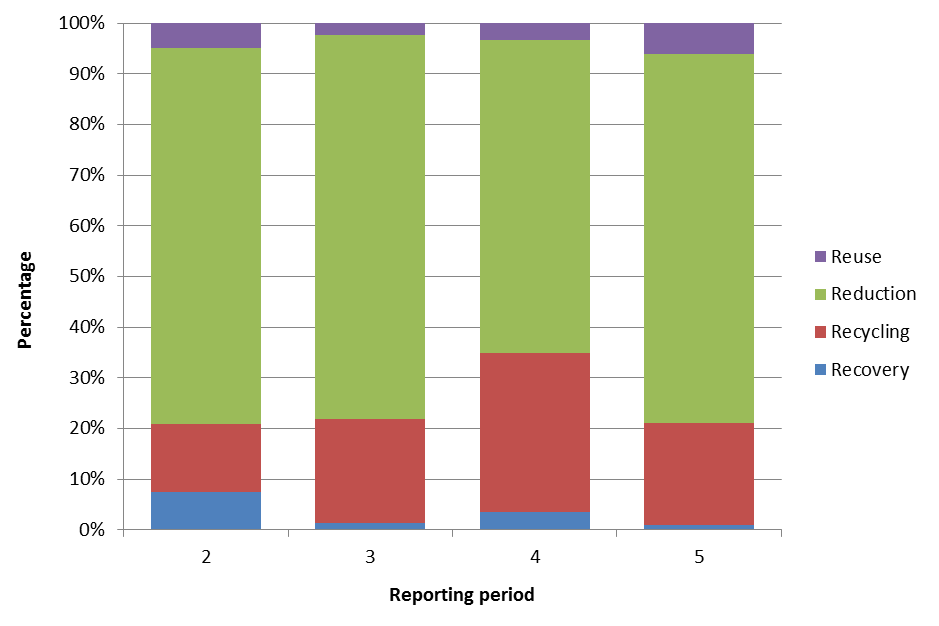 100%
90%
80%
70%
60%
50%
40%
30%
20%
10%
0%
Percentage
2 3 4 5
Reporting period
Reuse
Reduction
Recycling
Recovery